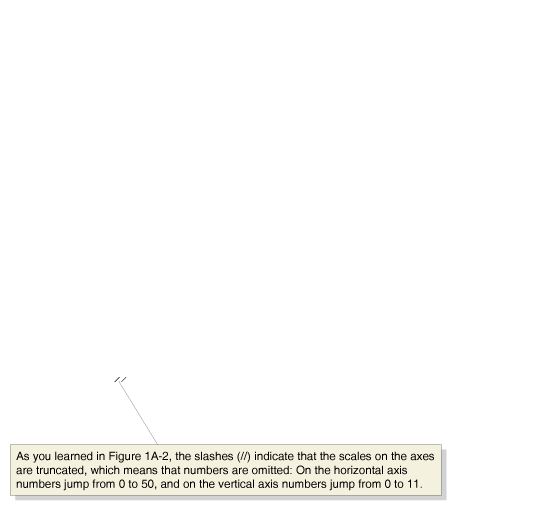 //
As you learned in Figure 1A-2, the slashes (//) indicate that the scales on the axes
are truncated, which means that numbers are omitted: On the horizontal axis
numbers jump from 0 to 50, and on the vertical axis numbers jump from 0 to 11.